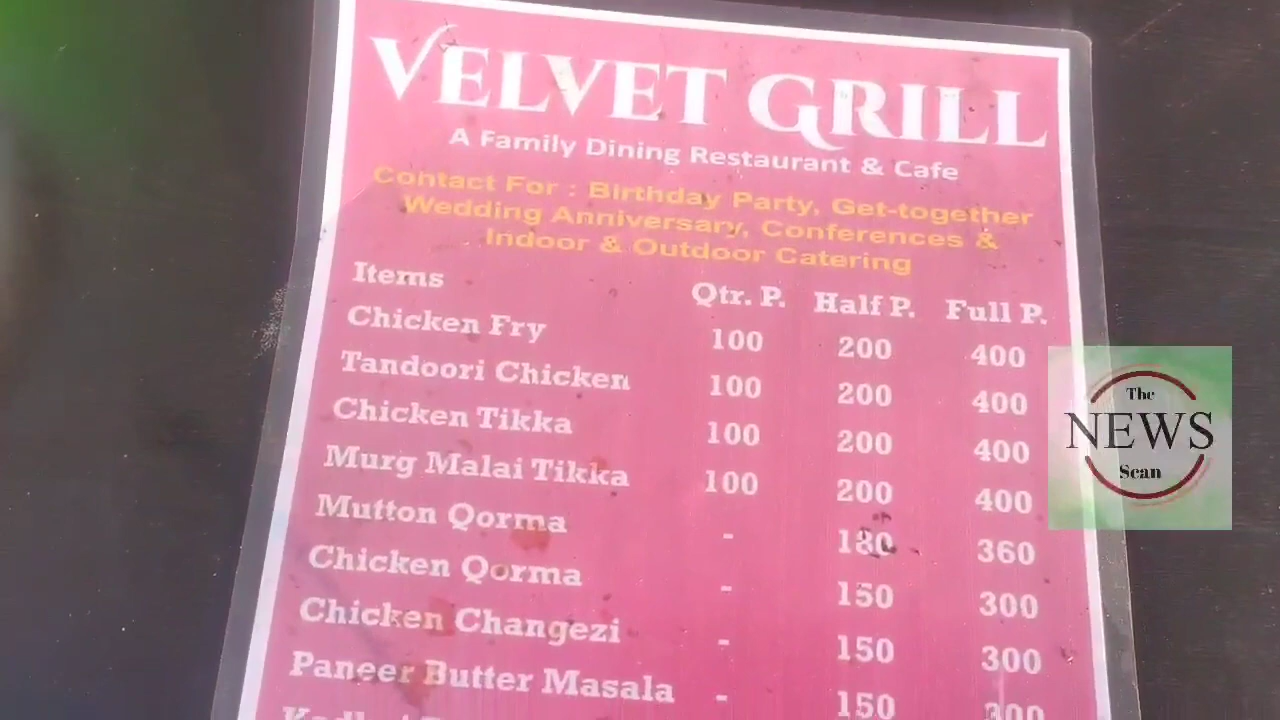 VELVET GRILL
A Family Dining Restaurant & Cafe
Contact For : Birthday Party, Get-together
Wedding Anniversary, Conferences &
Indoor & Outdoor Catering
Items Qtr. P. Half P. Full P.
Chicken Fry 100 200 400
Tandoori Chicken 100 200 400
Chicken Tikka 100 200 400
Murg Malai Tikka 100 200 400
Mutton Qorma - 180 360
Chicken Qorma - 150 300
Chicken Changezi - 150 300
Paneer Butter Masala - 150 300
The
NEWS
Scan